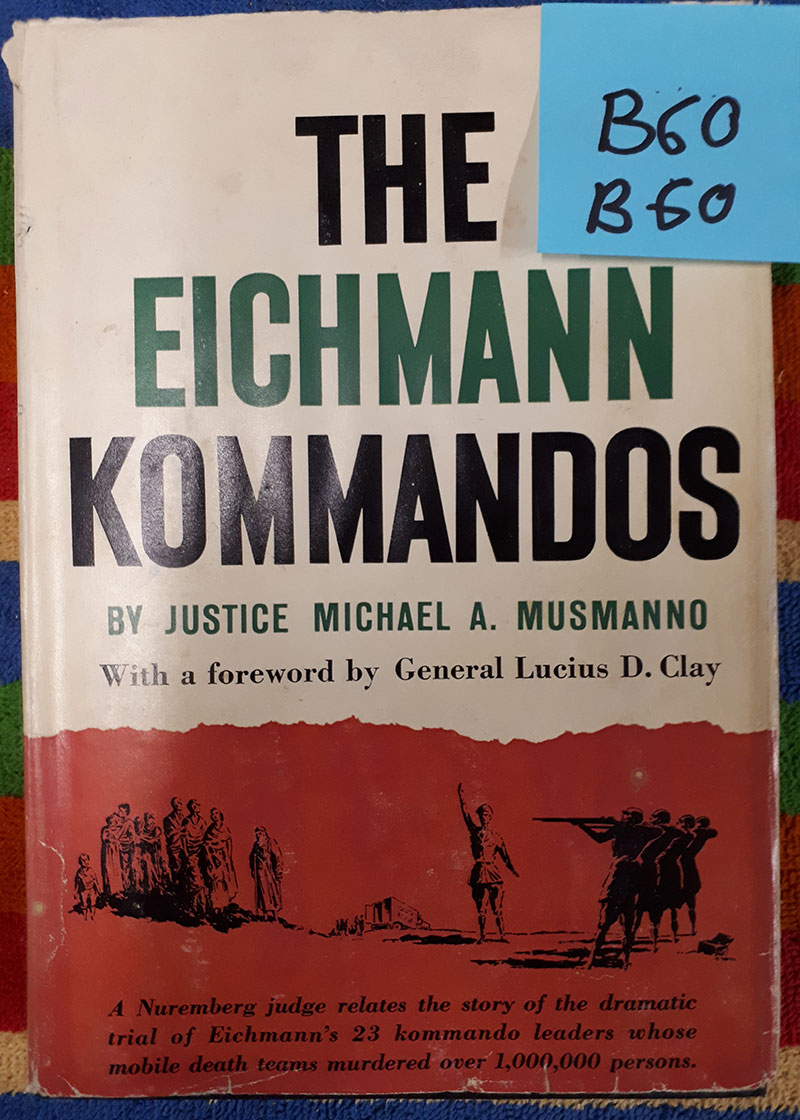 B60
B60
THE
EICHMANN
KOMMANDOS
BY JUSTICE MICHAEL A. MUSMANNO
With a foreword by General Lucius D. Clay
A Nuremberg judge relates the story of the dramatic
trial of Eichmann's 23 kommando leaders whose
mobile death teams murdered over 1,000,000 persons.